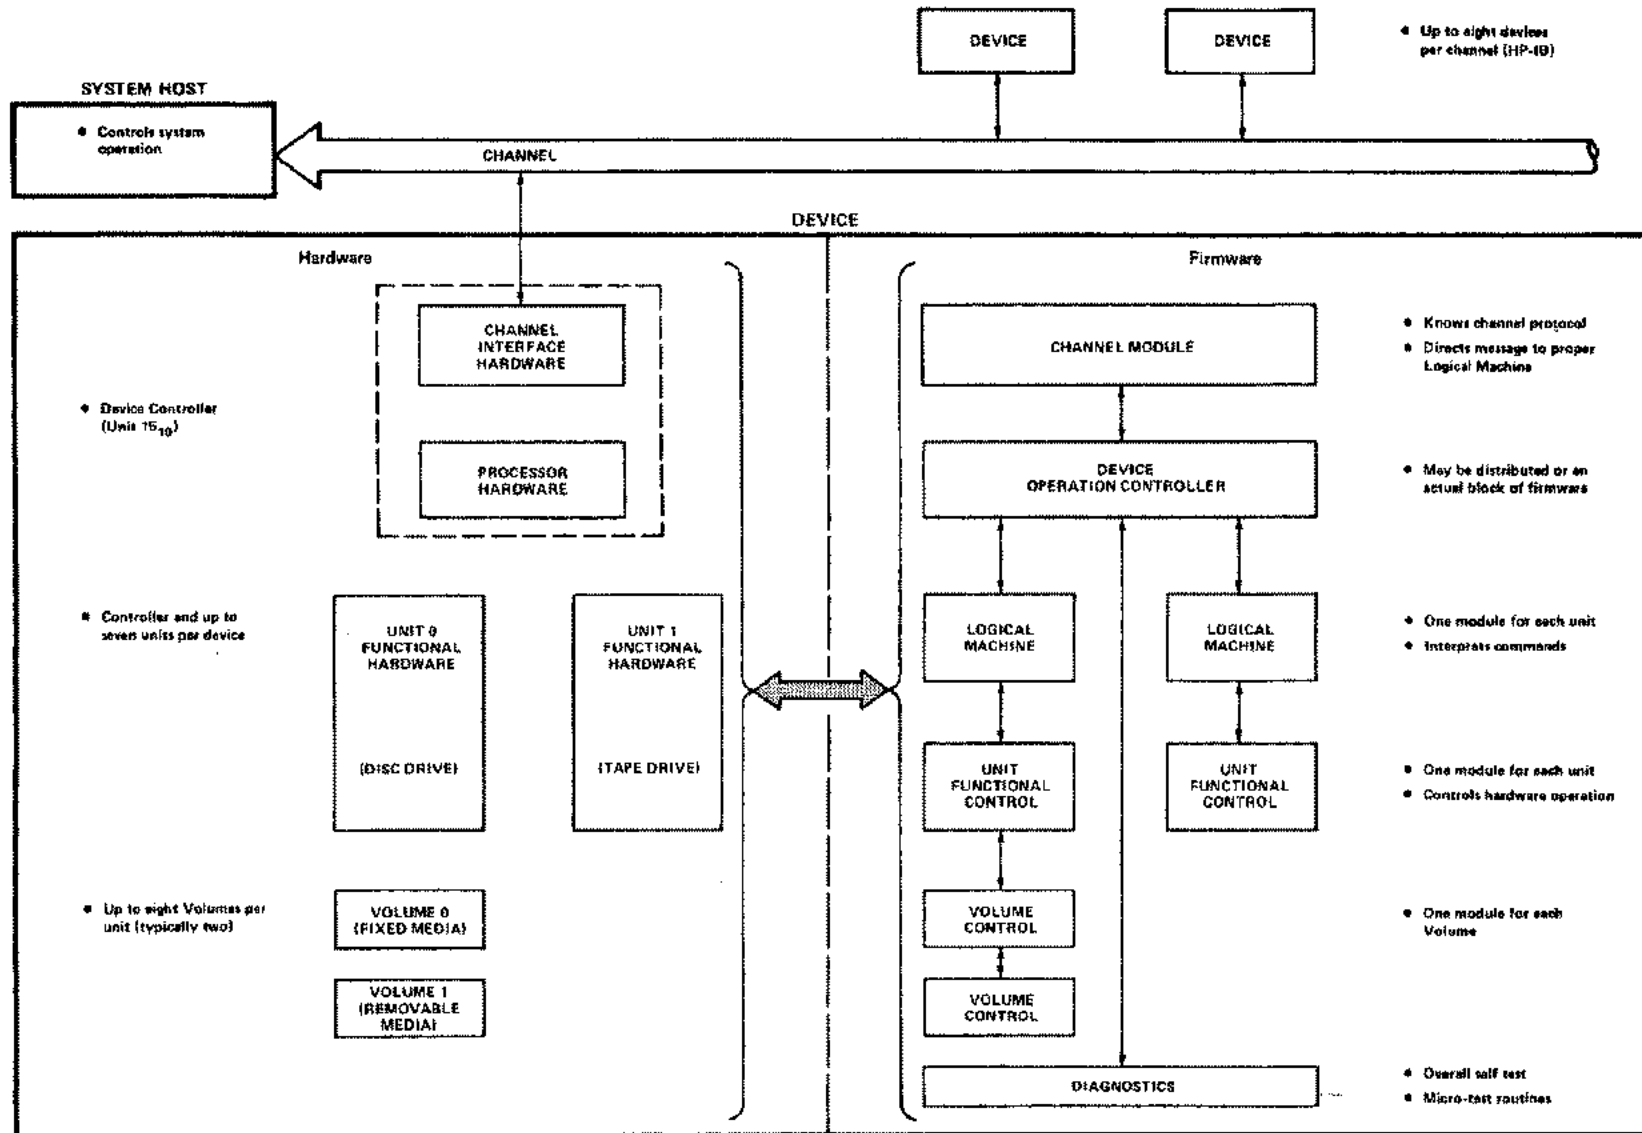 DEVICE
DEVICE
• Up to eight devices
per channel (HP-IB)
SYSTEM HOST
• Controls system
operation
CHANNEL
DEVICE
Hardware
Firmware
CHANNEL
INTERFACE
HARDWARE
CHANNEL MODULE
• Knows channel protocol
• Directs message to proper
Logical Machine
• Device Controller
(Unit 15₁₀)
PROCESSOR
HARDWARE
DEVICE
OPERATION CONTROLLER
• May be distributed or an
actual block of firmware
• Controller and up to
seven units per device
UNIT 0
FUNCTIONAL
HARDWARE
(DISC DRIVE)
UNIT 1
FUNCTIONAL
HARDWARE
(TAPE DRIVE)
LOGICAL
MACHINE
LOGICAL
MACHINE
• One module for each unit
• Interprets commands
UNIT
FUNCTIONAL
CONTROL
UNIT
FUNCTIONAL
CONTROL
• One module for each unit
• Controls hardware operation
• Up to eight Volumes per
unit (typically two)
VOLUME 0
(FIXED MEDIA)
VOLUME
CONTROL
• One module for each
Volume
VOLUME 1
(REMOVABLE
MEDIA)
VOLUME
CONTROL
DIAGNOSTICS
• Overall self test
• Micro-test routines